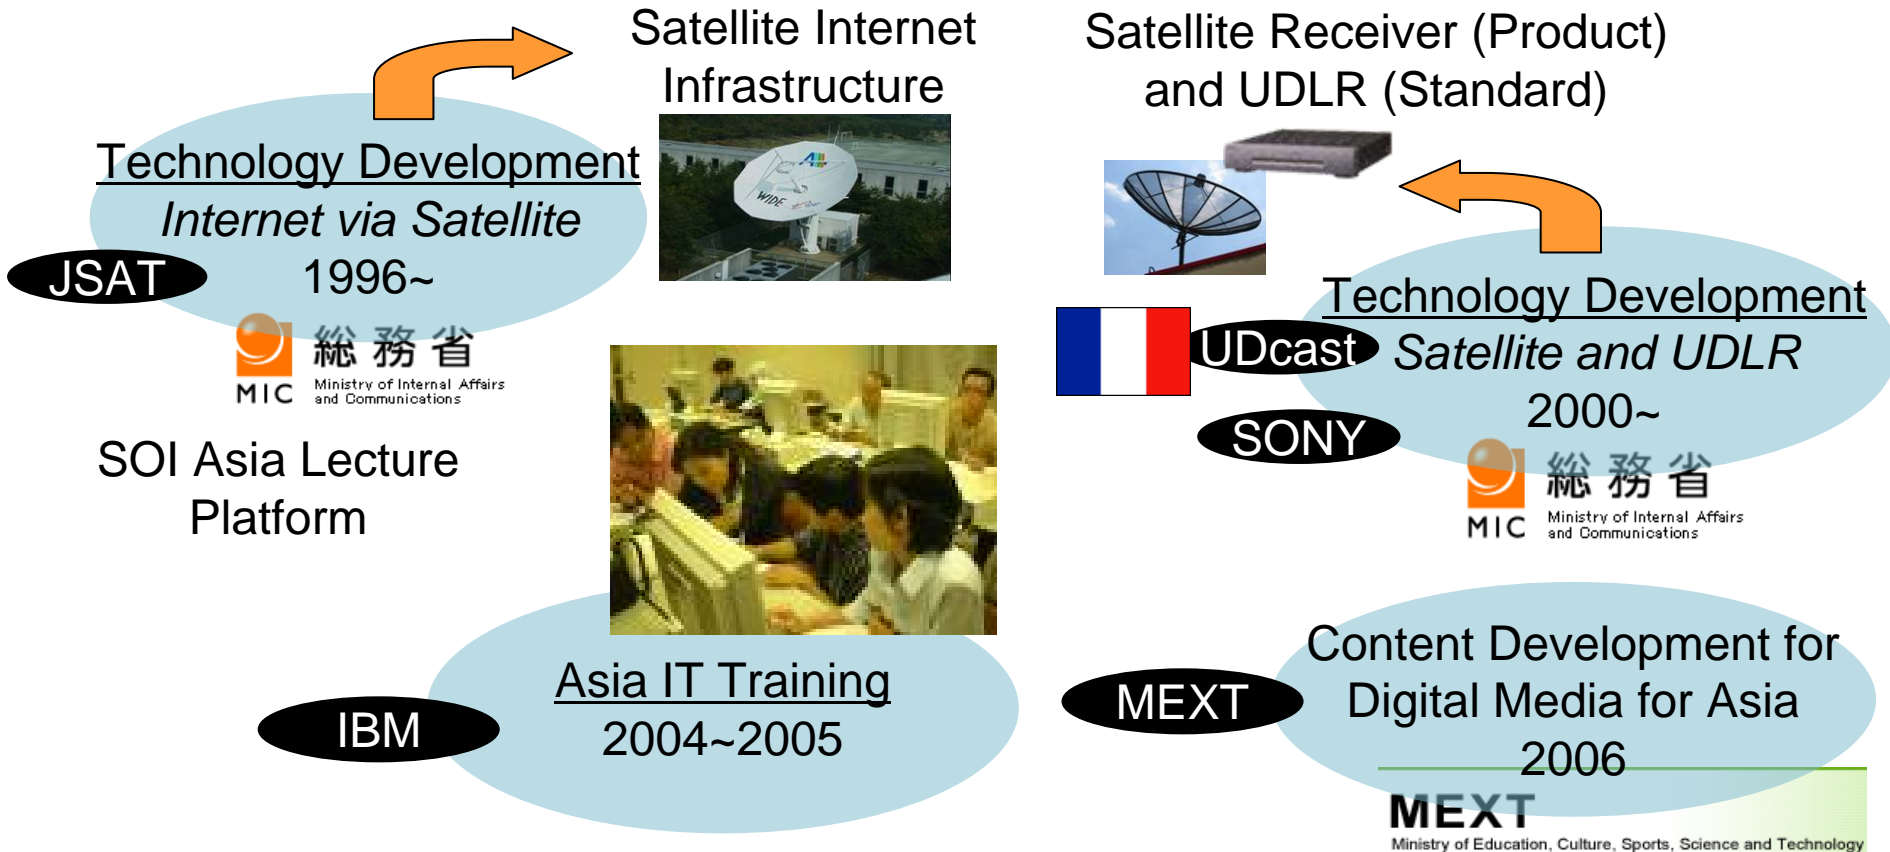 Satellite Internet
Infrastructure
Satellite Receiver (Product)
and UDLR (Standard)
Technology Development
Internet via Satellite
1996~
JSAT
総務省
MIC
Ministry of Internal Affairs
and Communications
WIDE
SOI Asia Lecture
Platform
Technology Development
Satellite and UDLR
2000~
UDcast
SONY
総務省
MIC
Ministry of Internal Affairs
and Communications
Asia IT Training
2004~2005
IBM
Content Development for
Digital Media for Asia
2006
MEXT
MEXT
Ministry of Education, Culture, Sports, Science and Technology